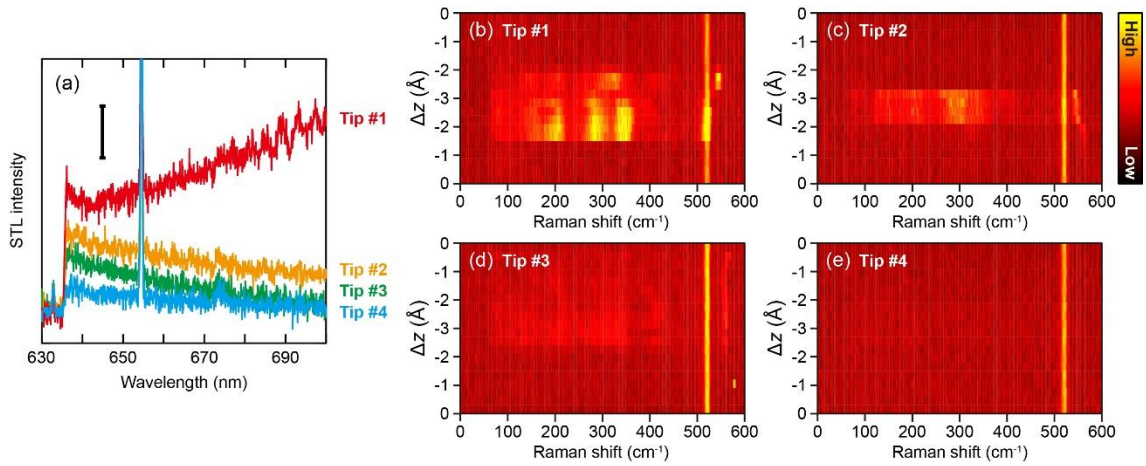 (a)
STL intensity
Tip #1
Tip #2
Tip #3
Tip #4
630 650 670 690
Wavelength (nm)
(b) Tip #1
Δz (Å)
0
-1
-2
-3
-2
-1
0
0 100 200 300 400 500 600
Raman shift (cm⁻¹)
(c) Tip #2
Δz (Å)
0
-1
-2
-3
-2
-1
0
0 100 200 300 400 500 600
Raman shift (cm⁻¹)
High
Low
(d) Tip #3
Δz (Å)
0
-1
-2
-3
-2
-1
0
0 100 200 300 400 500 600
Raman shift (cm⁻¹)
(e) Tip #4
Δz (Å)
0
-1
-2
-3
-2
-1
0
0 100 200 300 400 500 600
Raman shift (cm⁻¹)